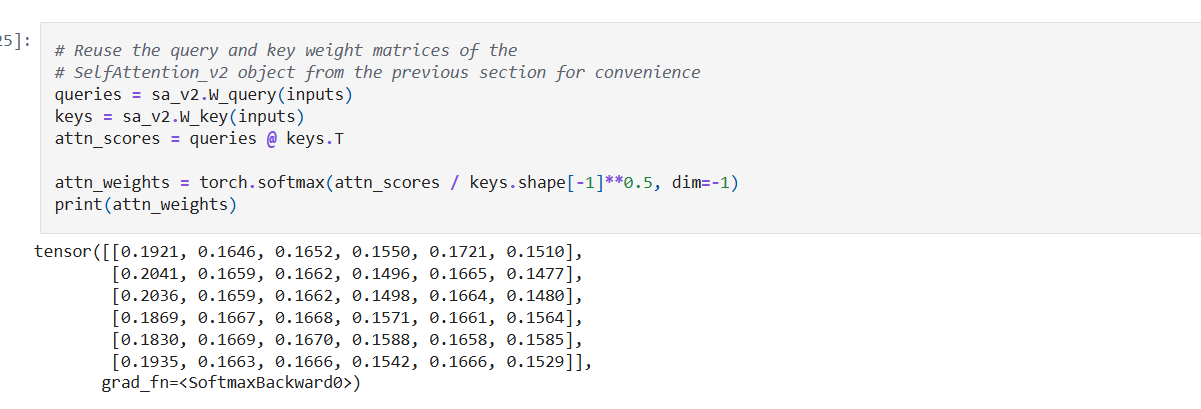 25]:
# Reuse the query and key weight matrices of the
# SelfAttention_v2 object from the previous section for convenience
queries = sa_v2.W_query(inputs)
keys = sa_v2.W_key(inputs)
attn_scores = queries @ keys.T
attn_weights = torch.softmax(attn_scores / keys.shape[-1]**0.5, dim=-1)
print(attn_weights)
tensor([[0.1921, 0.1646, 0.1652, 0.1550, 0.1721, 0.1510],
[0.2041, 0.1659, 0.1662, 0.1496, 0.1665, 0.1477],
[0.2036, 0.1659, 0.1662, 0.1498, 0.1664, 0.1480],
[0.1869, 0.1667, 0.1668, 0.1571, 0.1661, 0.1564],
[0.1830, 0.1669, 0.1670, 0.1588, 0.1658, 0.1585],
[0.1935, 0.1663, 0.1666, 0.1542, 0.1666, 0.1529]],
grad_fn=<SoftmaxBackward0>)